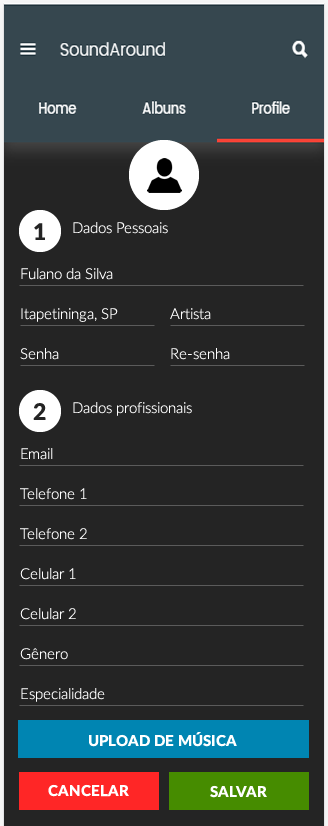 SoundAround
Home Albuns Profile
1 Dados Pessoais
Fulano da Silva
Itapetininga, SP Artista
Senha Re-senha
2 Dados profissionais
Email
Telefone 1
Telefone 2
Celular 1
Celular 2
Gênero
Especialidade
UPLOAD DE MÚSICA
CANCELAR SALVAR